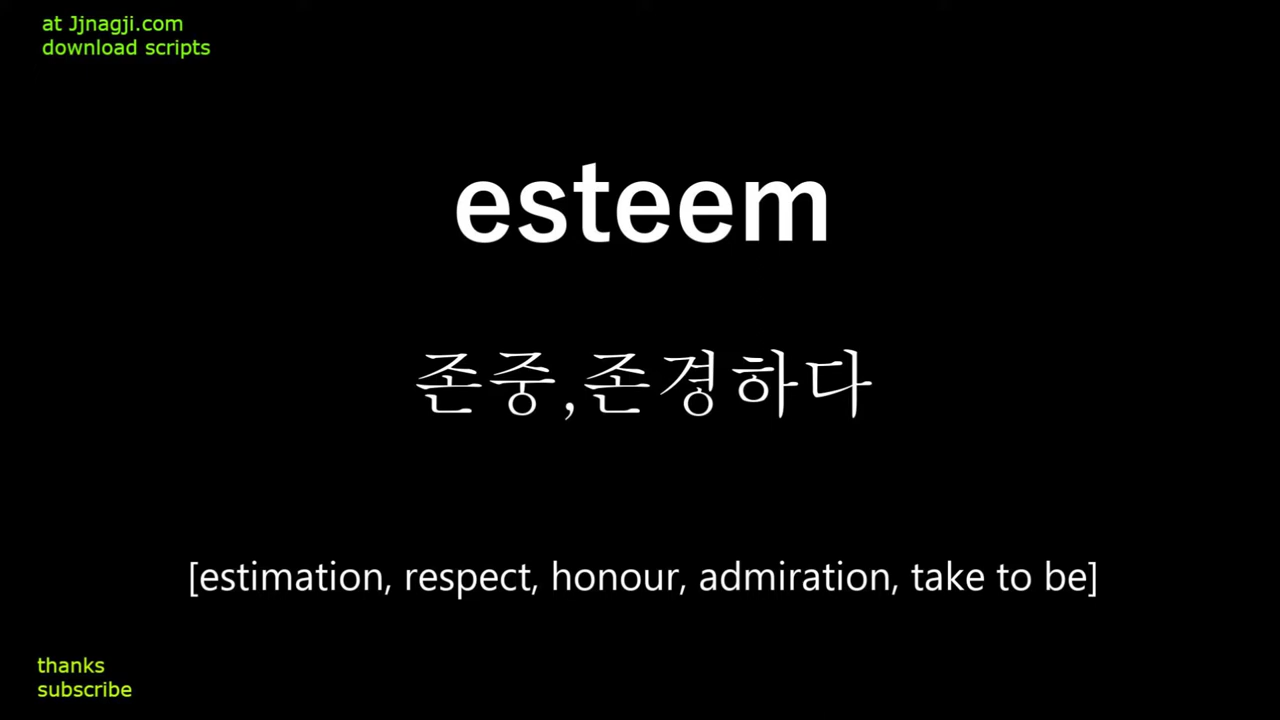 at Jjnagji.com
download scripts
esteem
존중,존경하다
[estimation, respect, honour, admiration, take to be]
thanks
subscribe